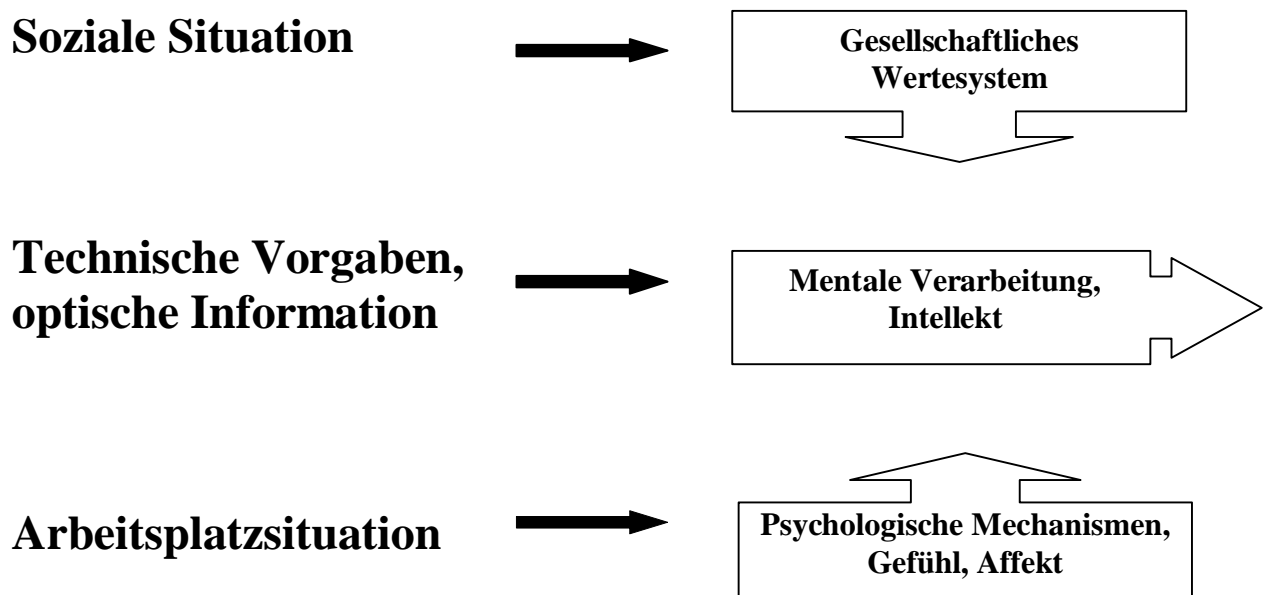 Soziale Situation
Gesellschaftliches
Wertesystem
Technische Vorgaben,
optische Information
Mentale Verarbeitung,
Intellekt
Arbeitsplatzsituation
Psychologische Mechanismen,
Gefühl, Affekt